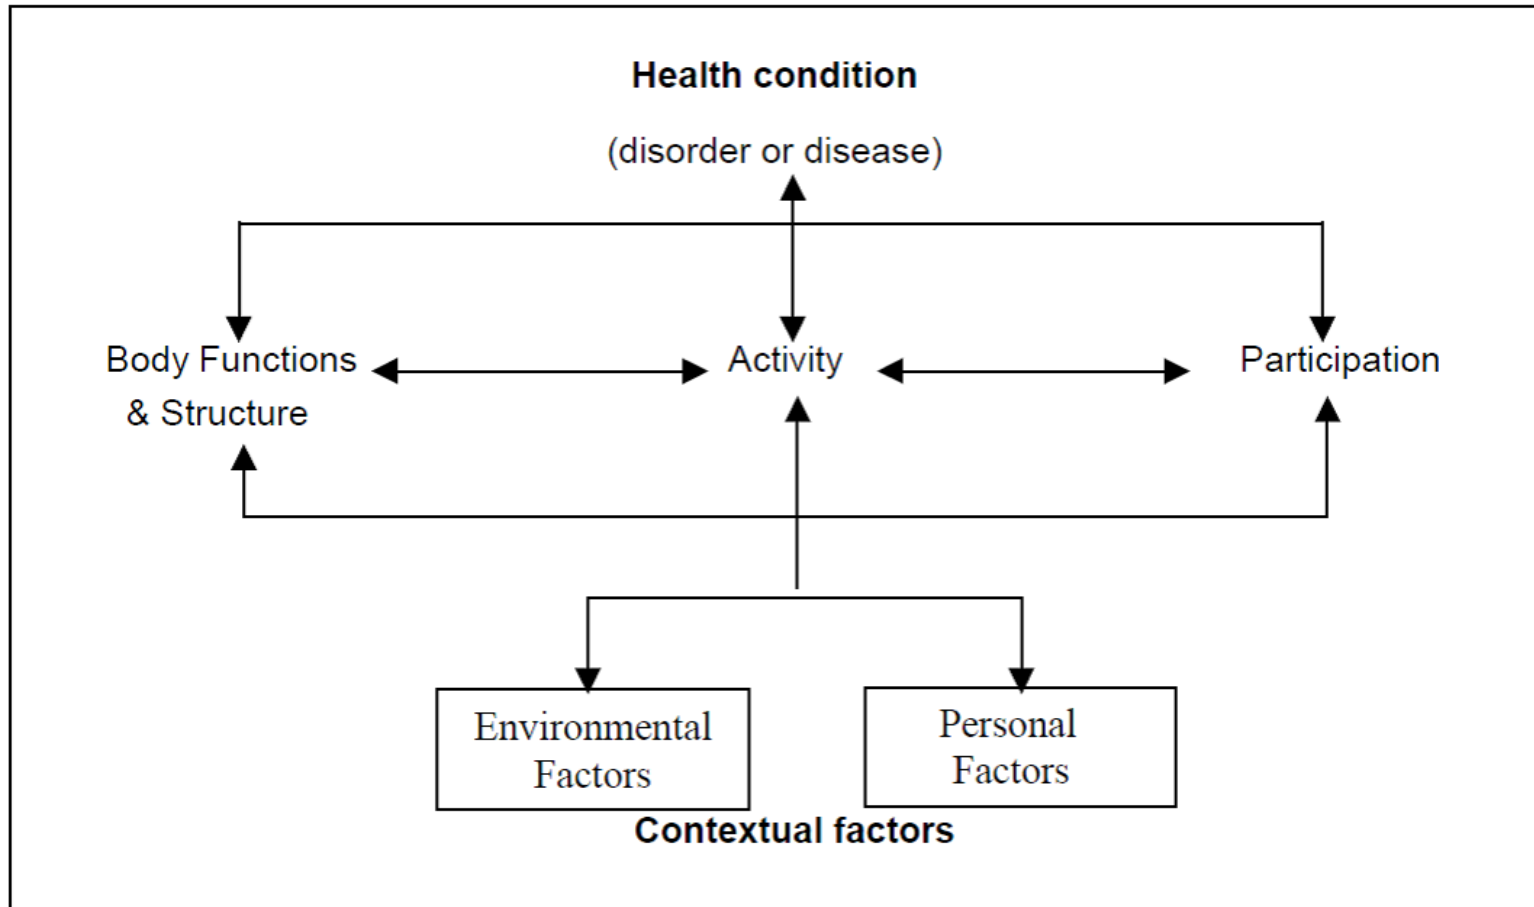 Health condition
(disorder or disease)
Body Functions
& Structure
Activity
Participation
Environmental
Factors
Personal
Factors
Contextual factors